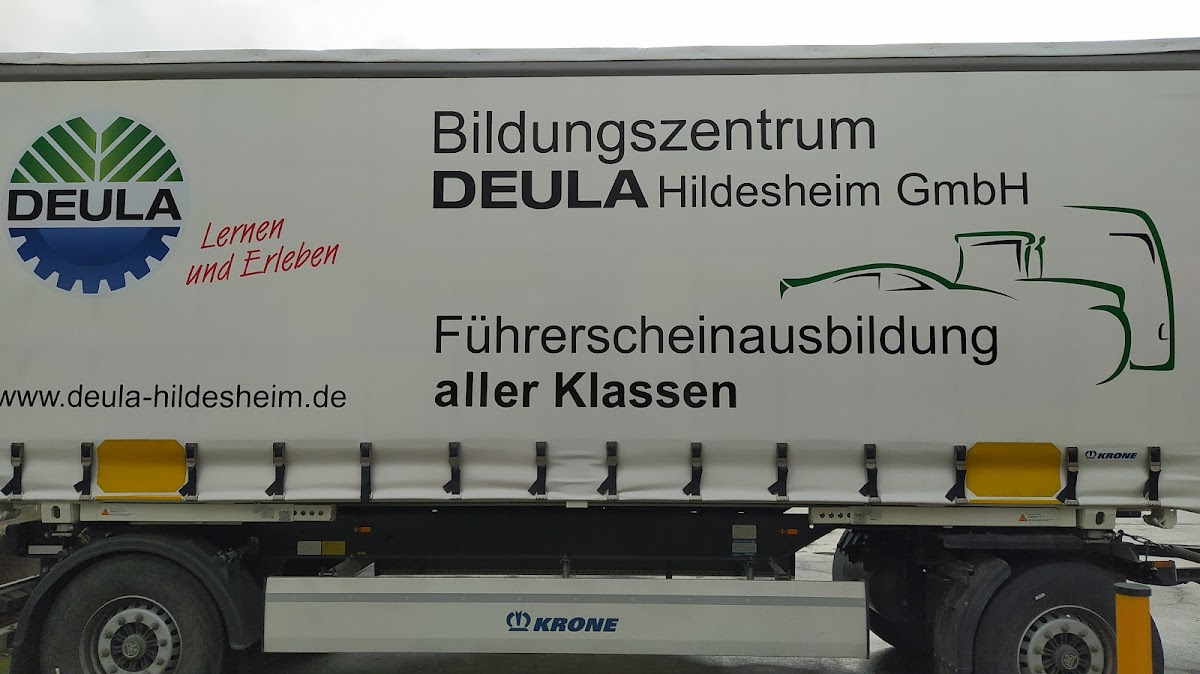 DEULA
Lernen
und Erleben
www.deula-hildesheim.de
Bildungszentrum
DEULA Hildesheim GmbH
Führerscheinausbildung
aller Klassen
KRONE
KRONE